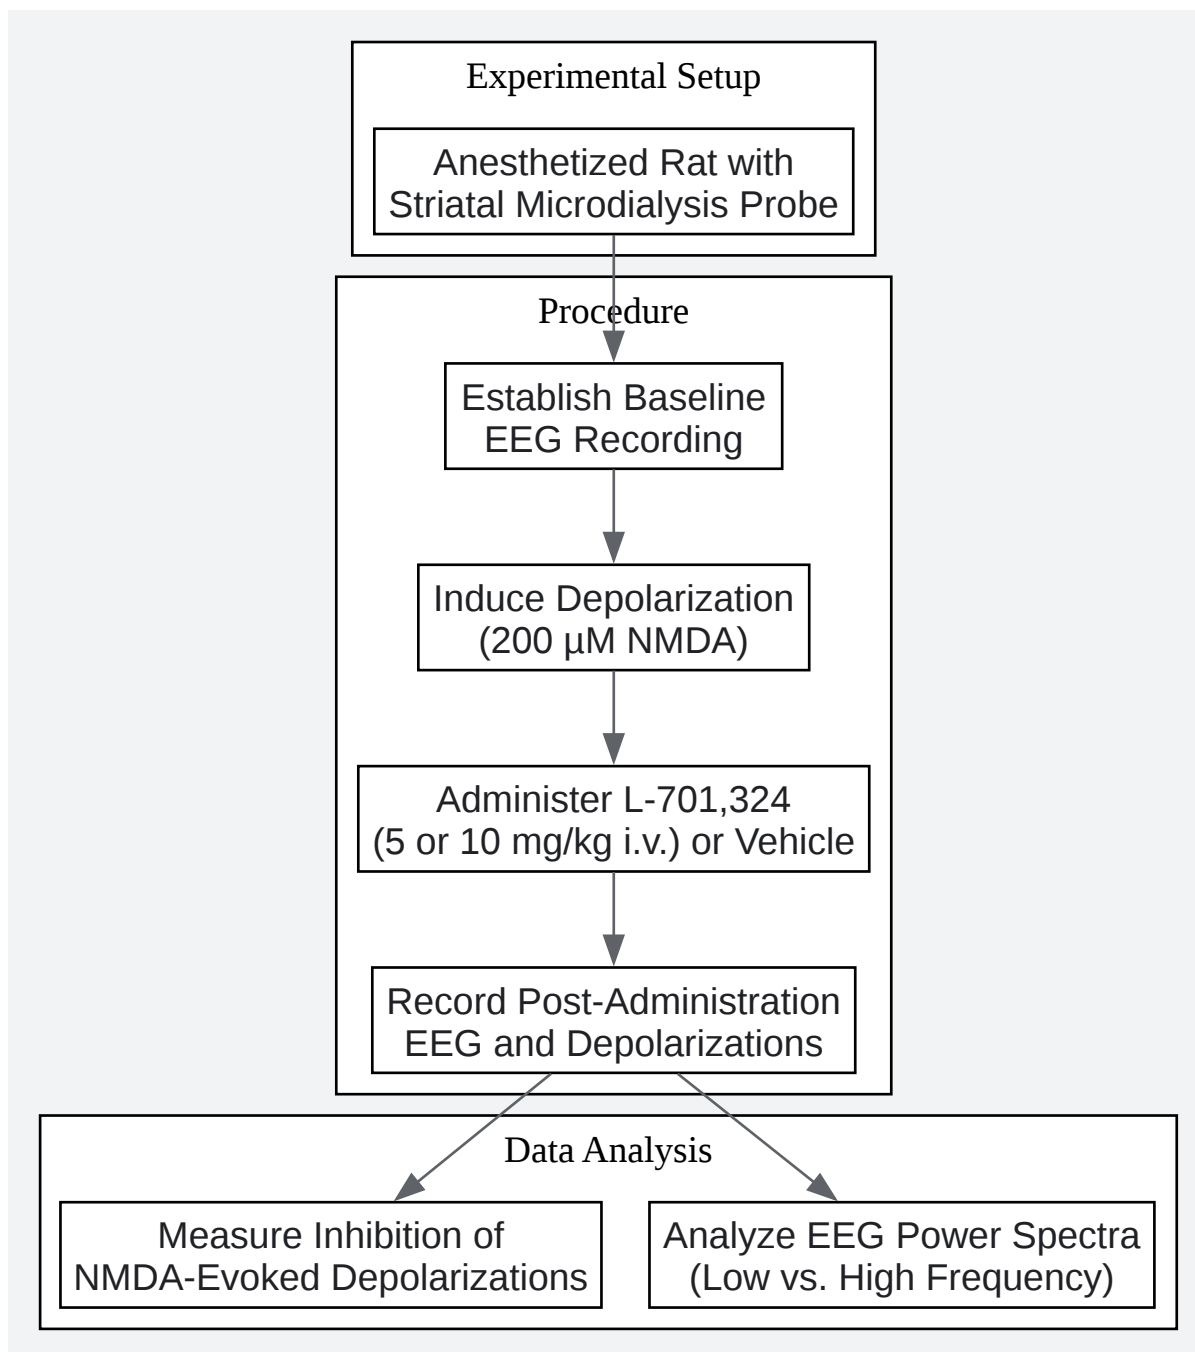 Experimental Setup
Anesthetized Rat with
Striatal Microdialysis Probe
Procedure
Establish Baseline
EEG Recording
Induce Depolarization
(200 µM NMDA)
Administer L-701,324
(5 or 10 mg/kg i.v.) or Vehicle
Record Post-Administration
EEG and Depolarizations
Data Analysis
Measure Inhibition of
NMDA-Evoked Depolarizations
Analyze EEG Power Spectra
(Low vs. High Frequency)